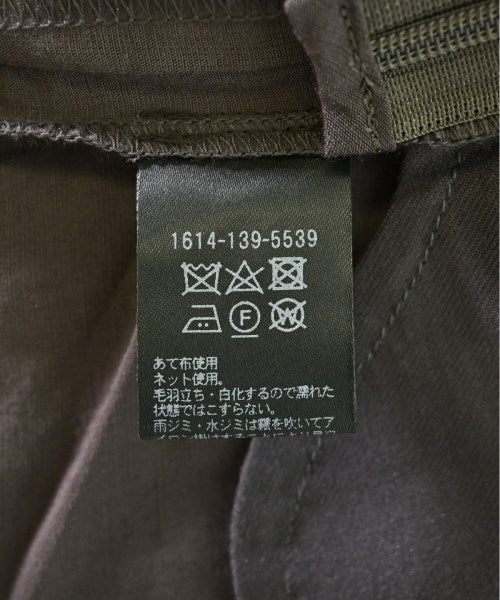 1614-139-5539
F
W
あて布使用
ネット使用。
毛羽立ち・白化するので濡れた
状態ではこすらない。
雨ジミ・水ジミは霧を吹いてア